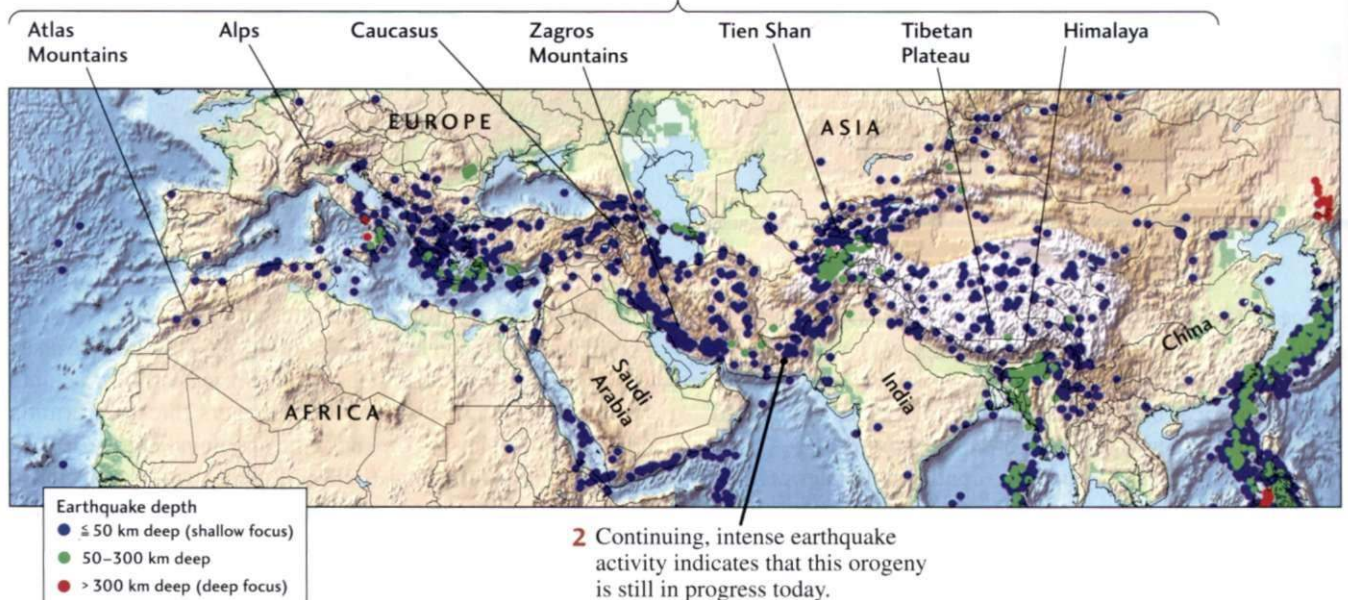 Atlas
Mountains
Alps
Caucasus
Zagros
Mountains
Tien Shan
Tibetan
Plateau
Himalaya
EUROPE
ASIA
China
Saudi
Arabia
India
AFRICA
Earthquake depth
≦ 50 km deep (shallow focus)
50–300 km deep
> 300 km deep (deep focus)
2 Continuing, intense earthquake
activity indicates that this orogeny
is still in progress today.